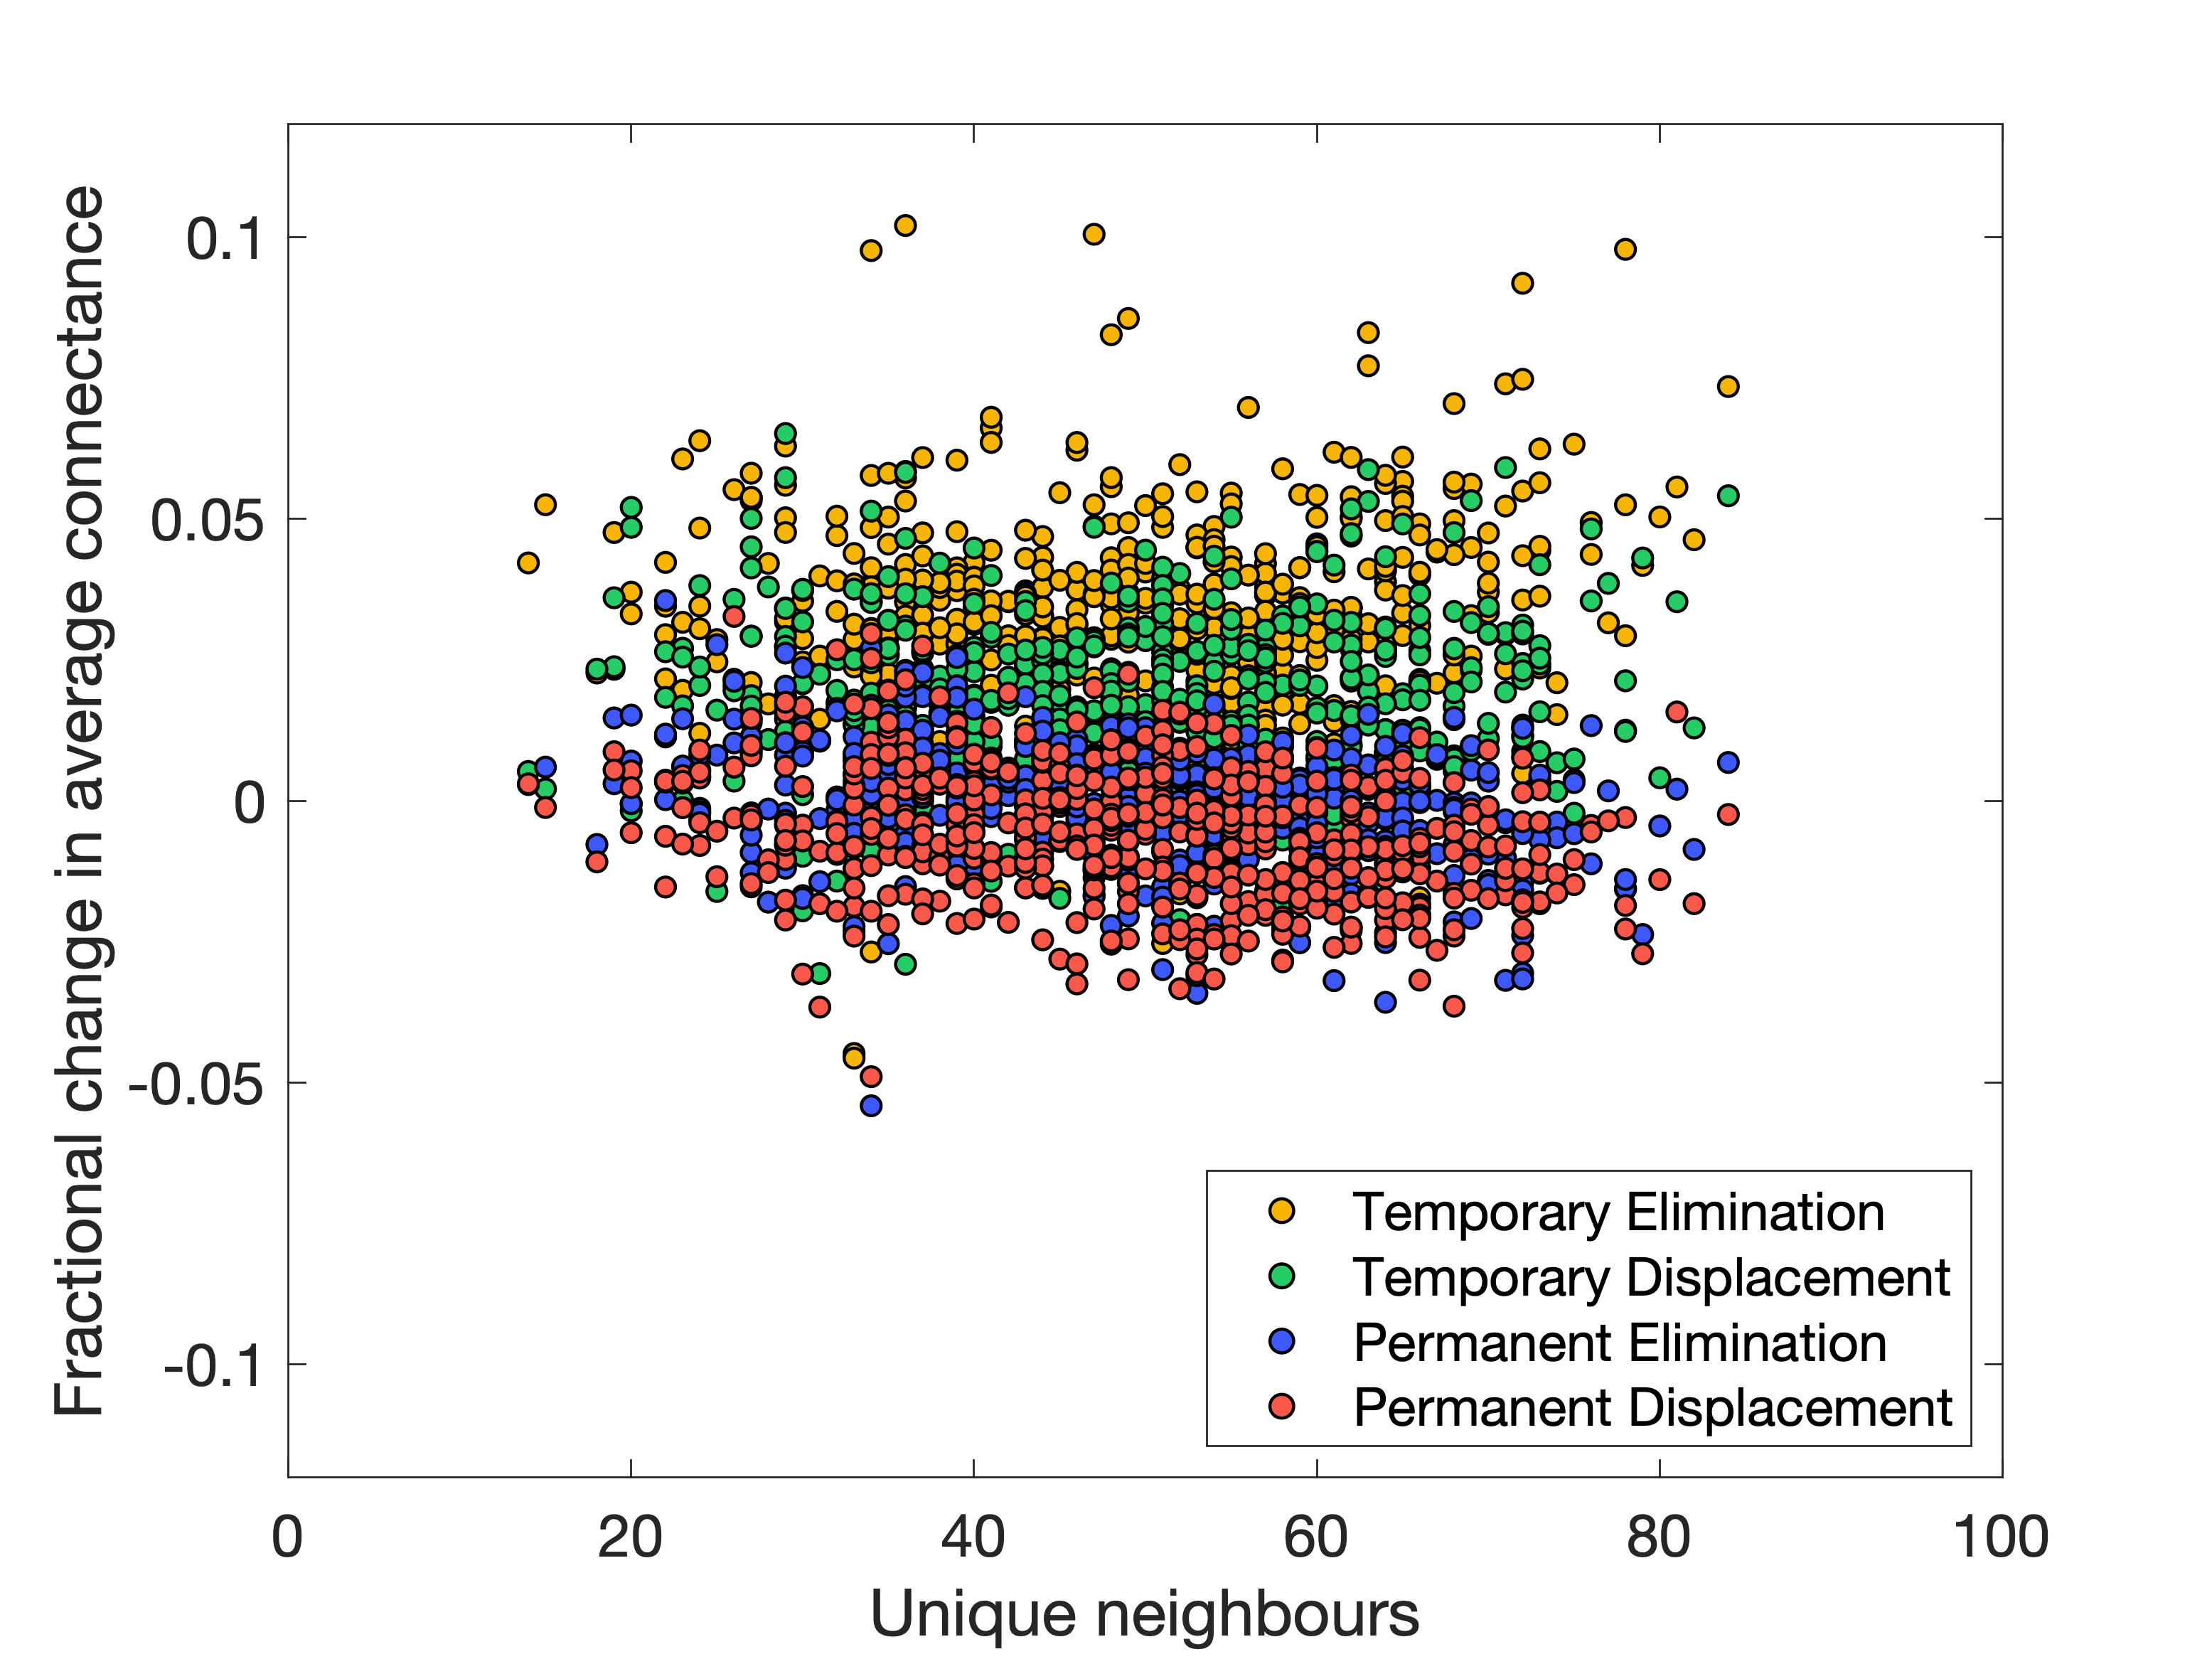 Fractional change in average connectance
0.1
0.05
0
-0.05
-0.1
Temporary Elimination
Temporary Displacement
Permanent Elimination
Permanent Displacement
0 20 40 60 80 100
Unique neighbours